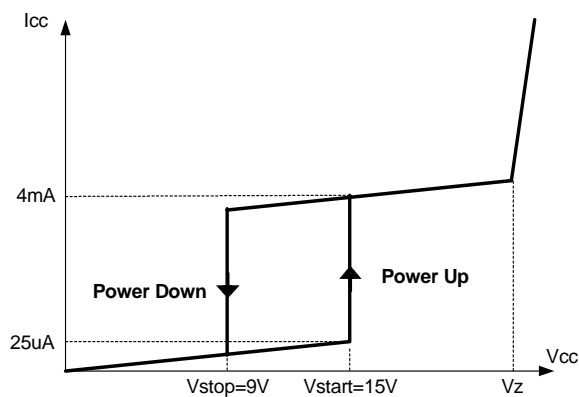 Icc
4mA
Power Down
Power Up
25uA
Vcc
Vstop=9V
Vstart=15V
Vz